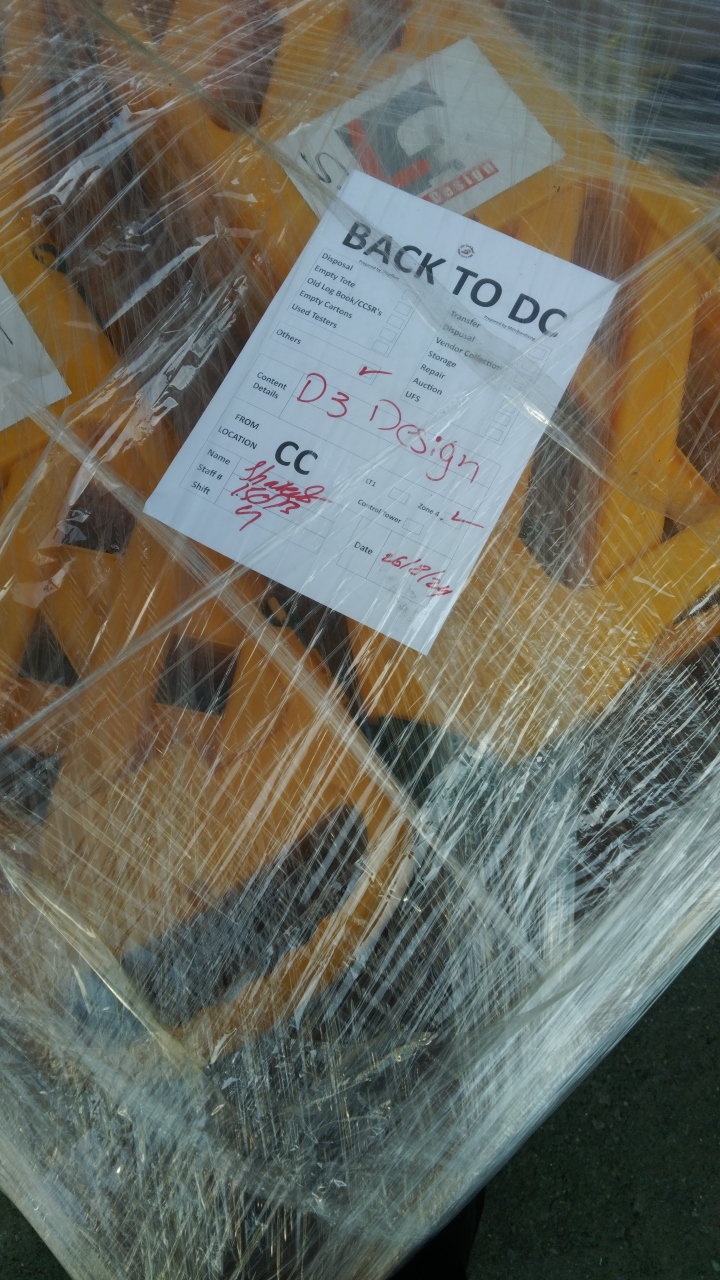 Design
BACK TO DC
Disposal
Empty Tote
Old Log Book/CCSR's
Empty Cartons
Used Testers
Others
Transfer
Disposal
Vendor Collection
Storage
Repair
Auction
UFS
Content
Details
D3 Design
FROM
LOCATION
CC
Name
Staff #
Shift
LT1
Zone 4
Control Tower
Date